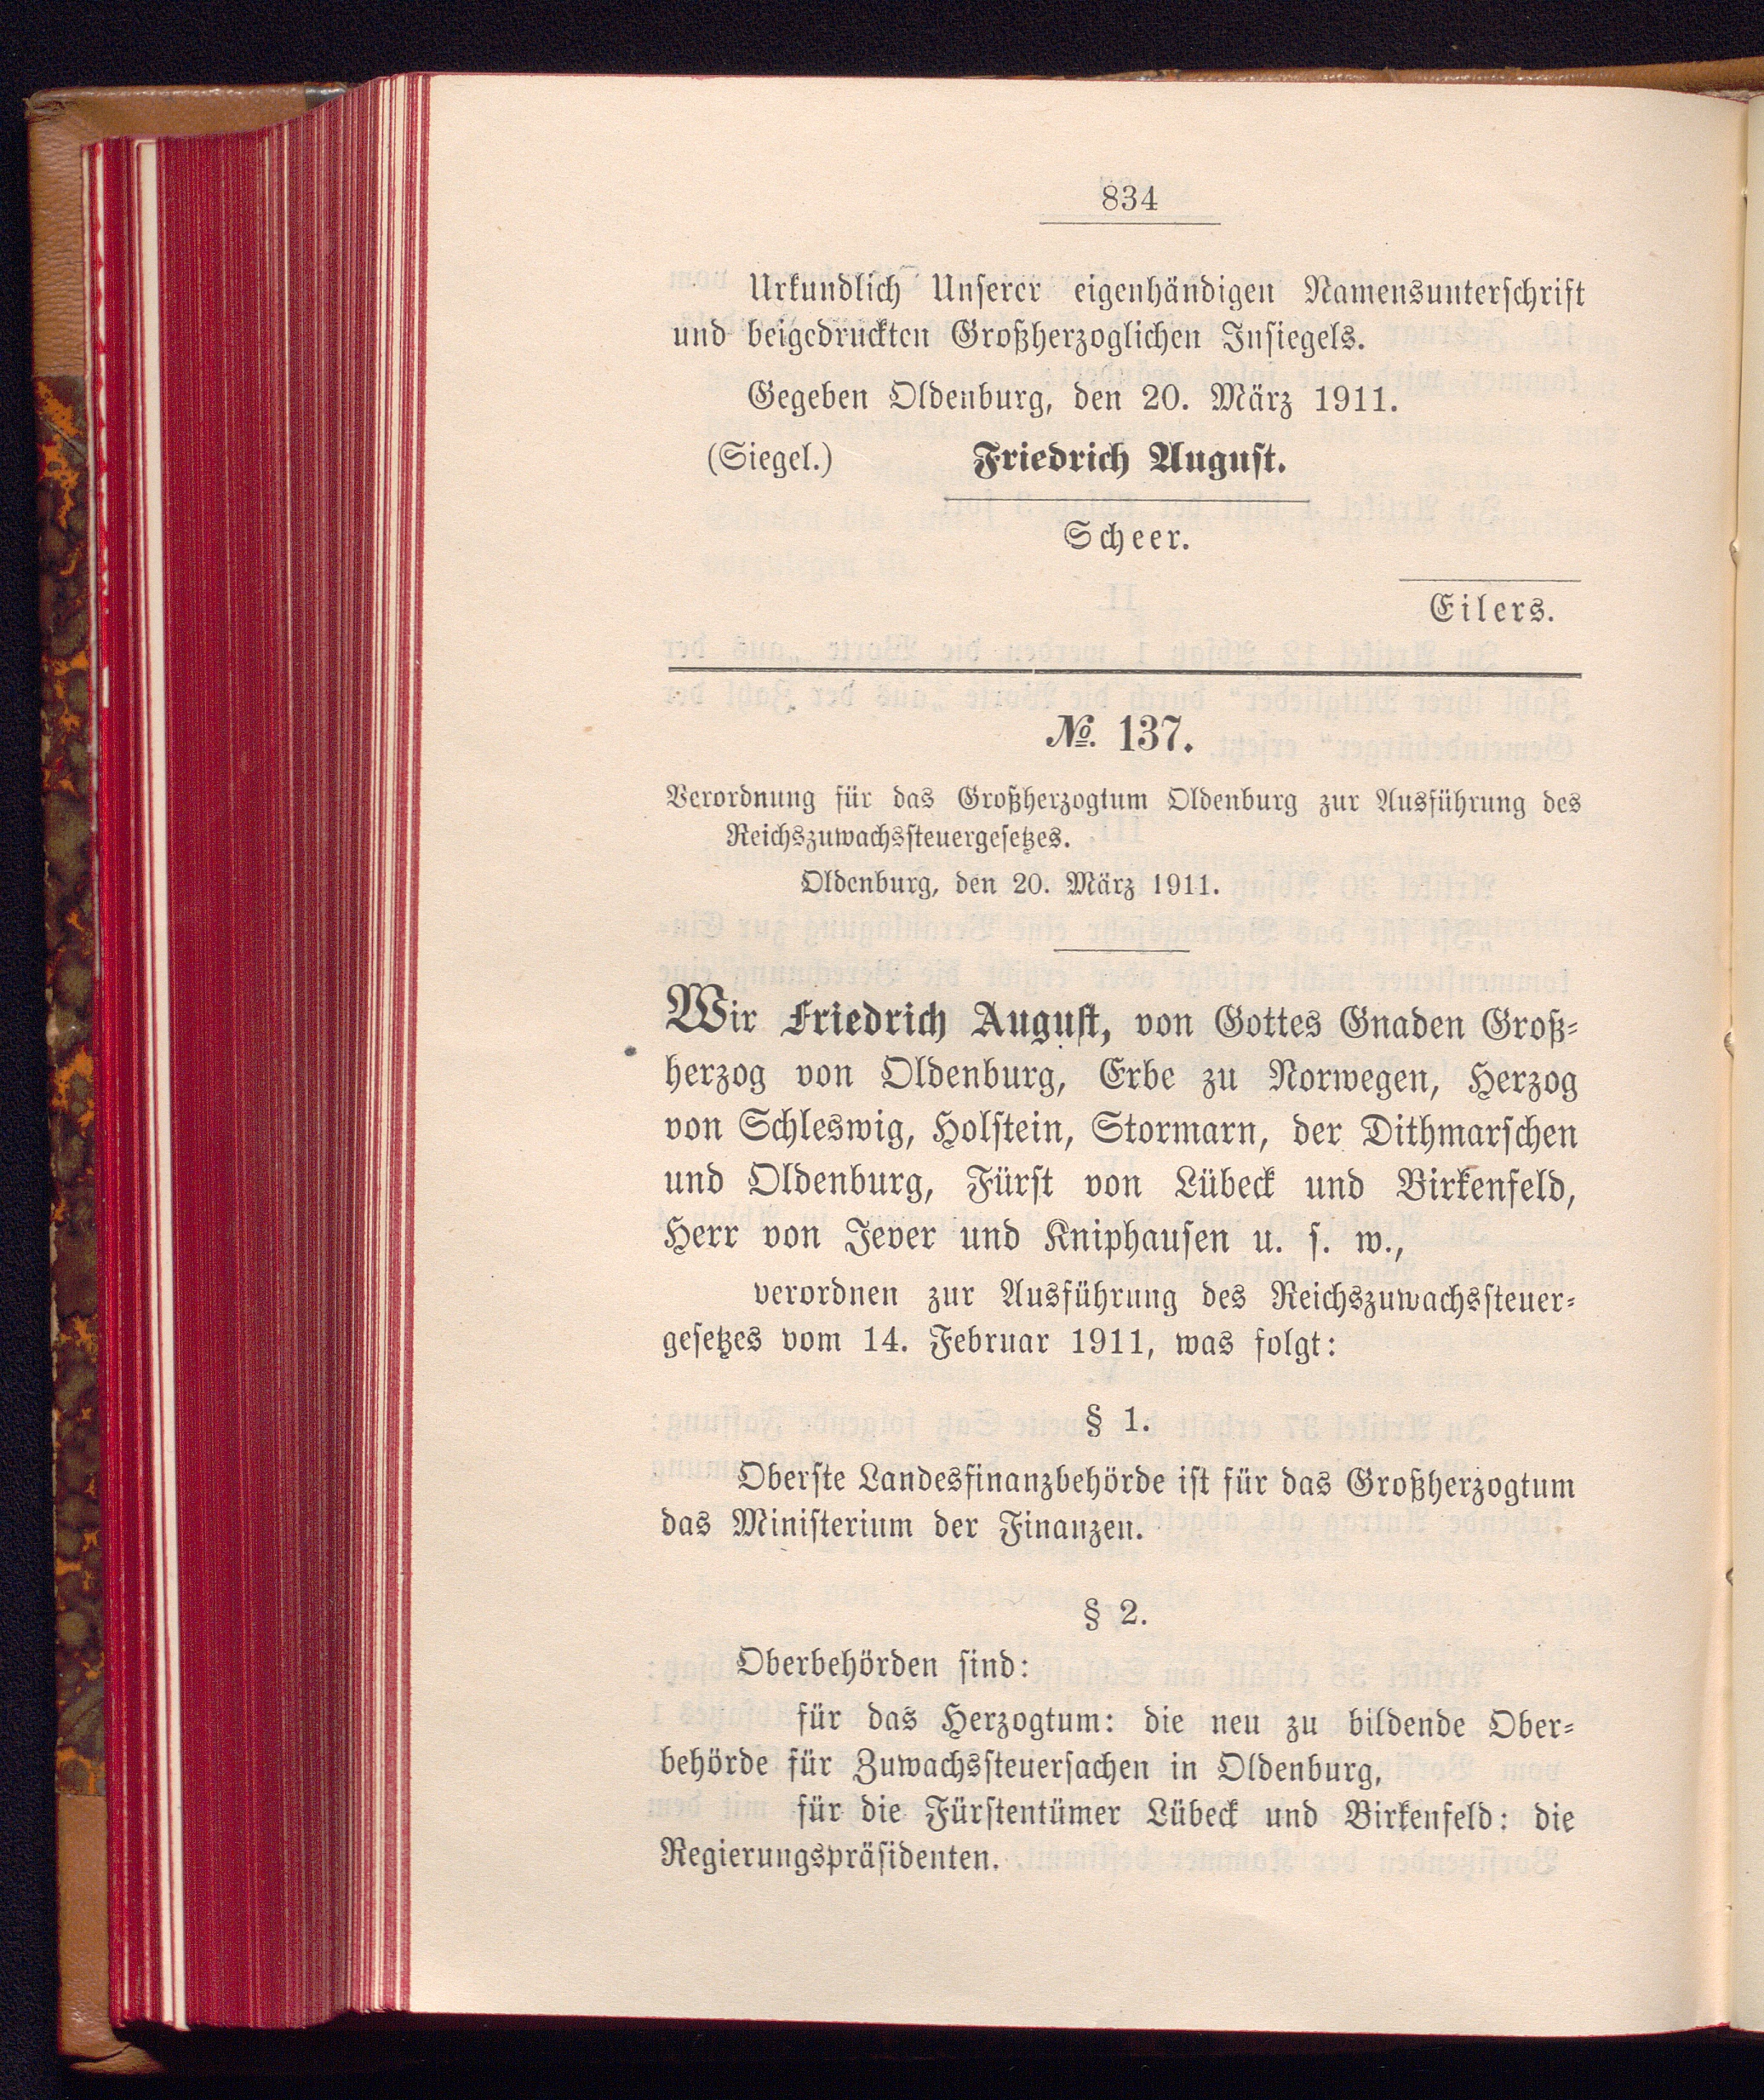 834
Urkundlich Unserer eigenhändigen Namensunterschrift
und beigedruckten Großherzoglichen Insiegels.
Gegeben Oldenburg, den 20. März 1911.
(Siegel.) Friedrich August.
Scheer.
Eilers.
№. 137.
Verordnung für das Großherzogtum Oldenburg zur Ausführung des
Reichszuwachssteuergesetzes.
Oldenburg, den 20. März 1911.
Wir Friedrich August, von Gottes Gnaden Groß-
herzog von Oldenburg, Erbe zu Norwegen, Herzog
von Schleswig, Holstein, Stormarn, der Dithmarschen
und Oldenburg, Fürst von Lübeck und Birkenfeld,
Herr von Jever und Kniphausen u. s. w.,
verordnen zur Ausführung des Reichszuwachssteuer-
gesetzes vom 14. Februar 1911, was folgt:
§ 1.
Oberste Landesfinanzbehörde ist für das Großherzogtum
das Ministerium der Finanzen.
§ 2.
Oberbehörden sind:
für das Herzogtum: die neu zu bildende Ober-
behörde für Zuwachssteuersachen in Oldenburg,
für die Fürstentümer Lübeck und Birkenfeld: die
Regierungspräsidenten.